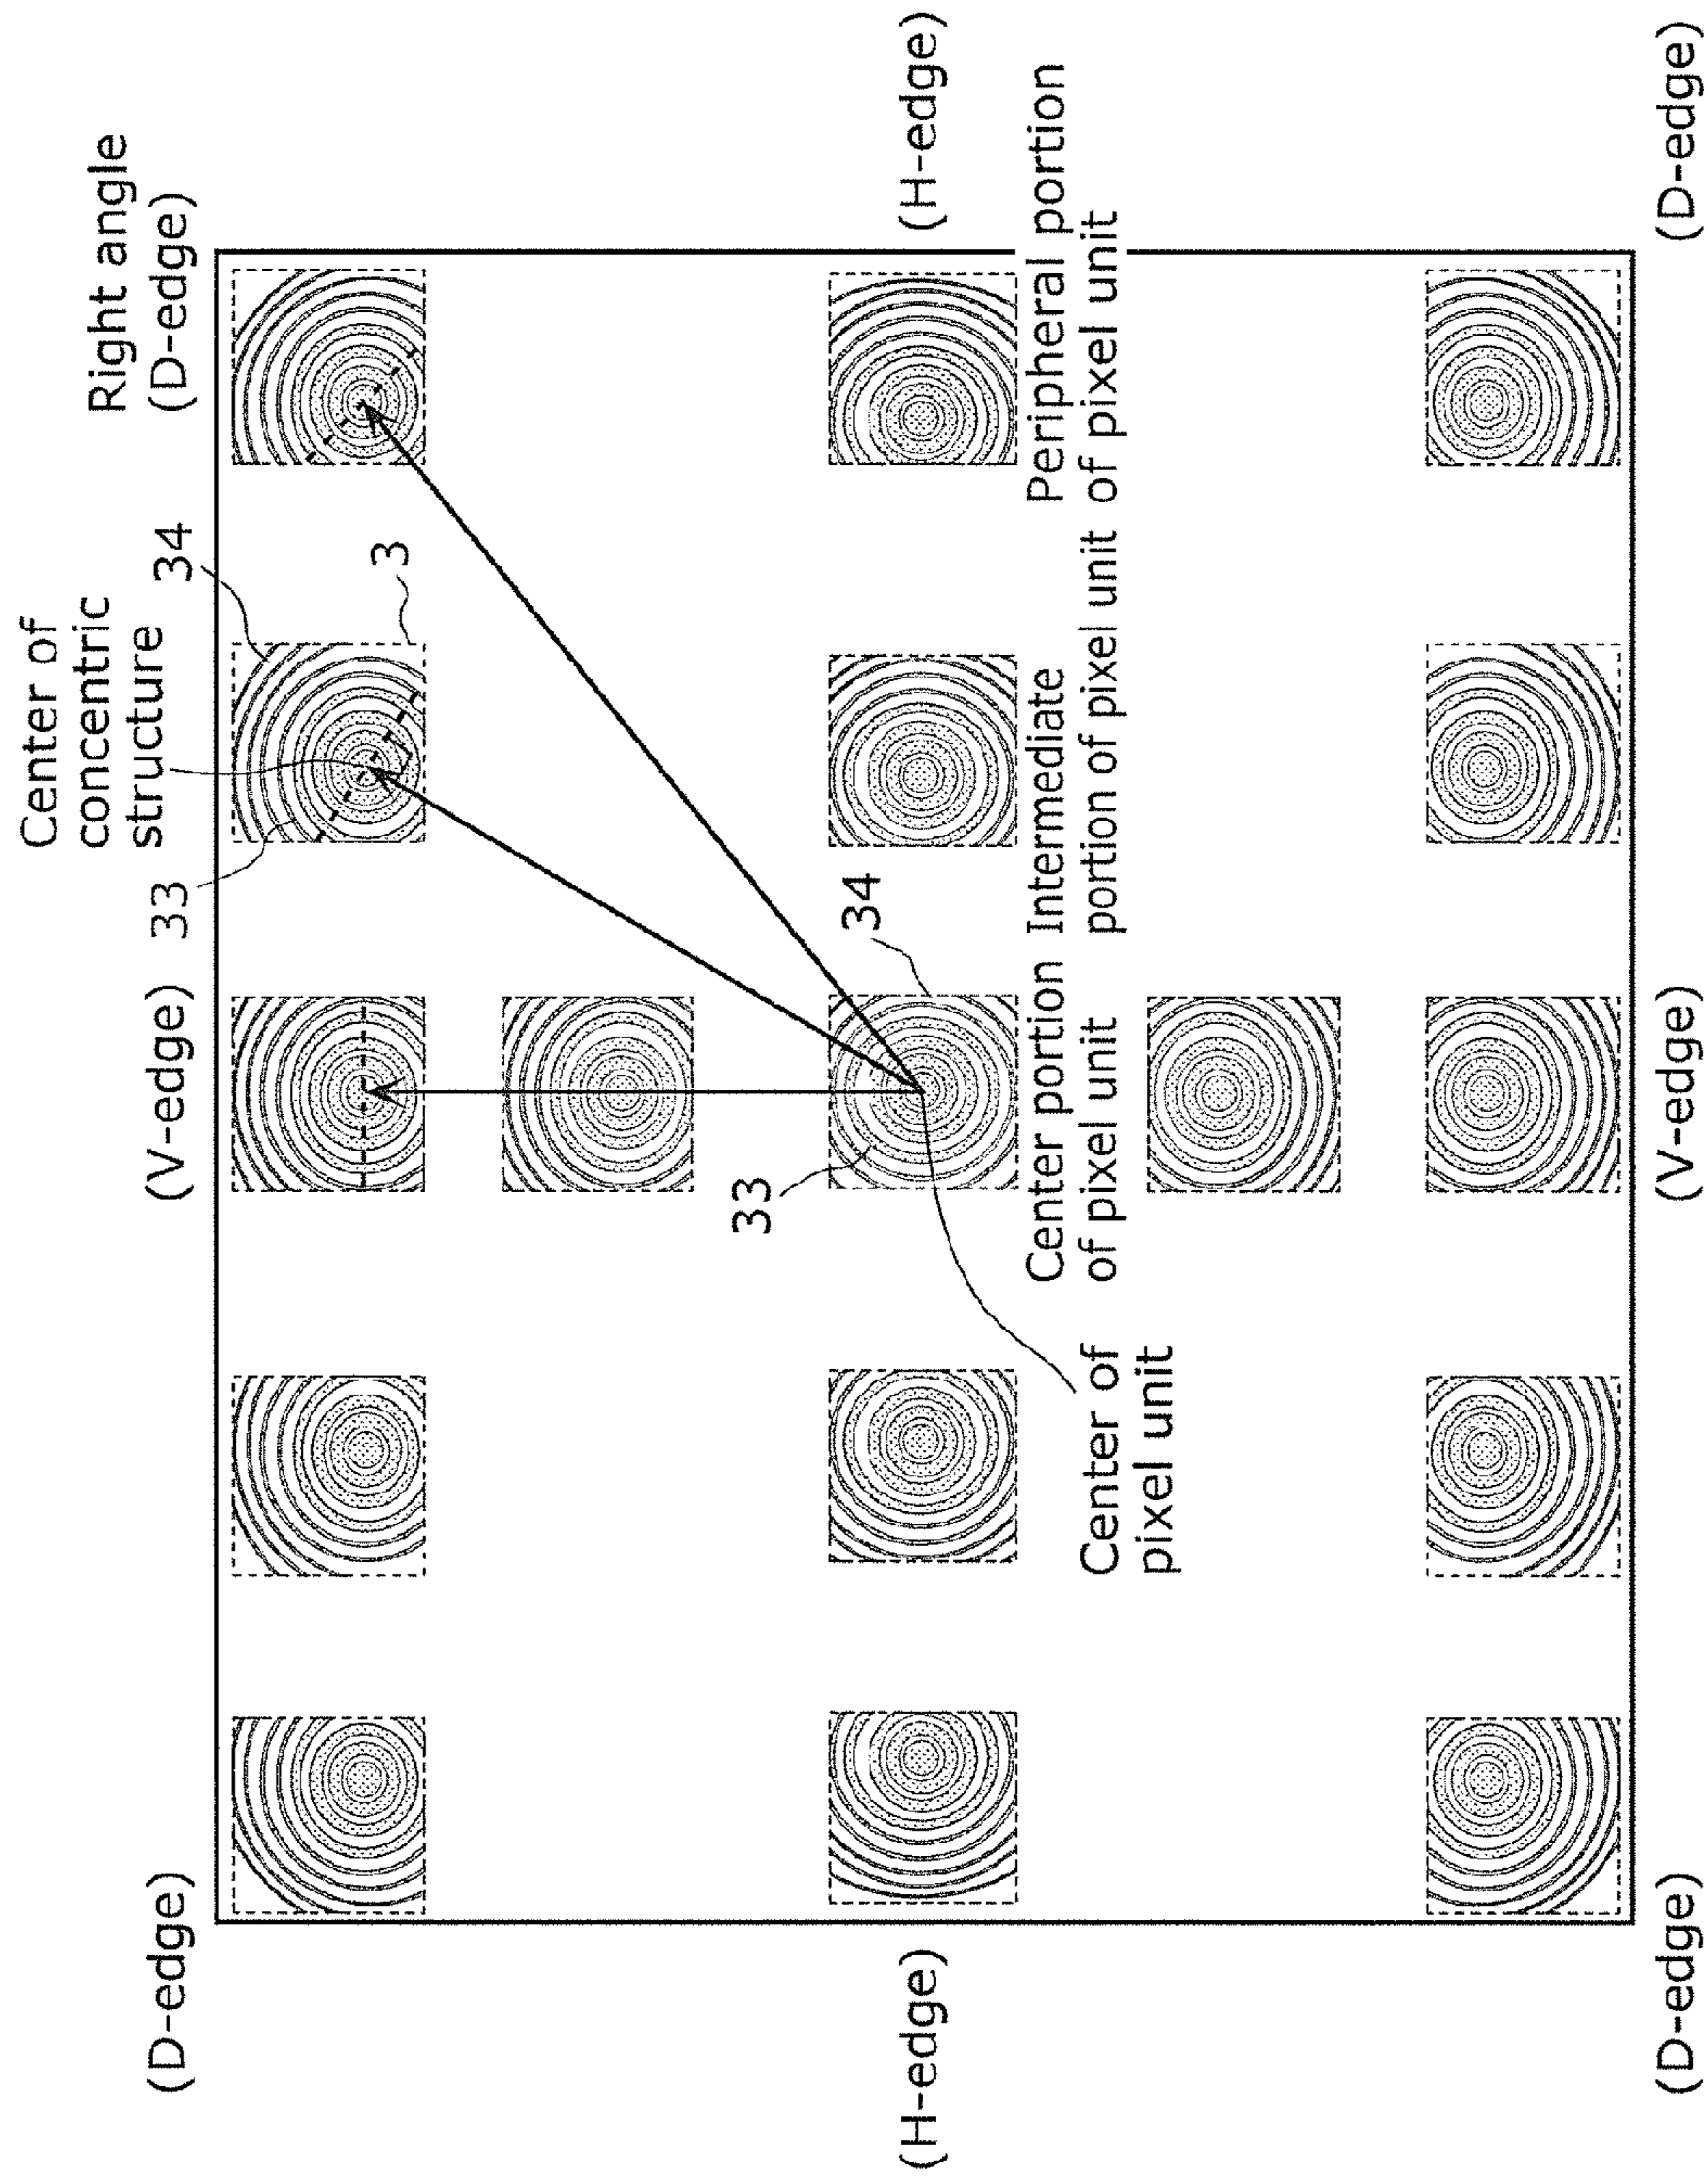 Center of
concentric
structure
Right angle
(D-edge)
(V-edge)
33
34
(D-edge)
3
33
34
(H-edge)
(H-edge)
Center portion
of pixel unit
Intermediate
portion of pixel unit
Peripheral portion
of pixel unit
Center of
pixel unit
(D-edge)
(V-edge)
(D-edge)